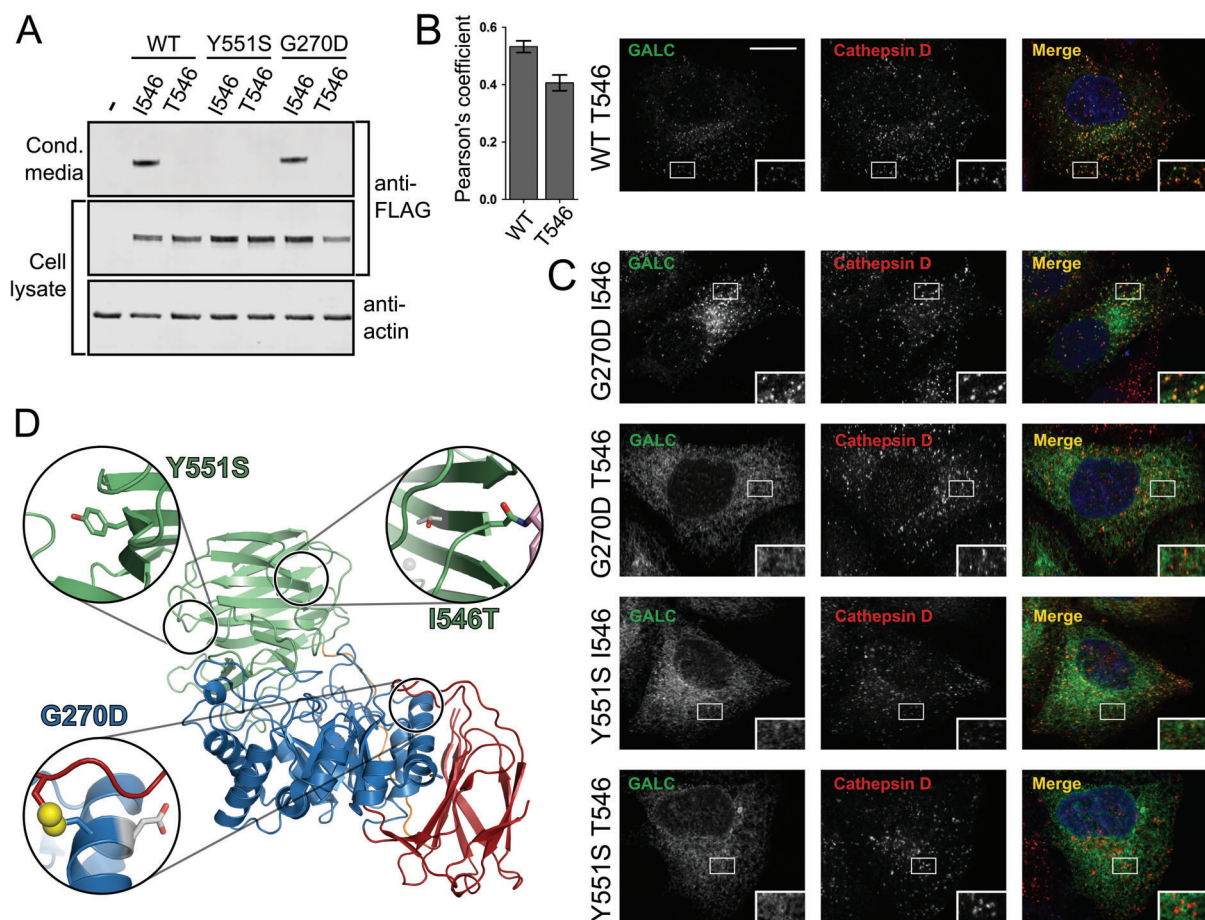 A
WT Y551S G270D
- I546 T546 I546 T546 I546 T546
Cond.
media
Cell
lysate
anti-
FLAG
anti-
actin
B
Pearson's coefficient
0.6
0.4
0.2
0.0
WT T546
WT T546
GALC Cathepsin D Merge
C
G270D I546
GALC Cathepsin D Merge
G270D T546
GALC Cathepsin D Merge
Y551S I546
GALC Cathepsin D Merge
Y551S T546
GALC Cathepsin D Merge
D
Y551S
I546T
G270D